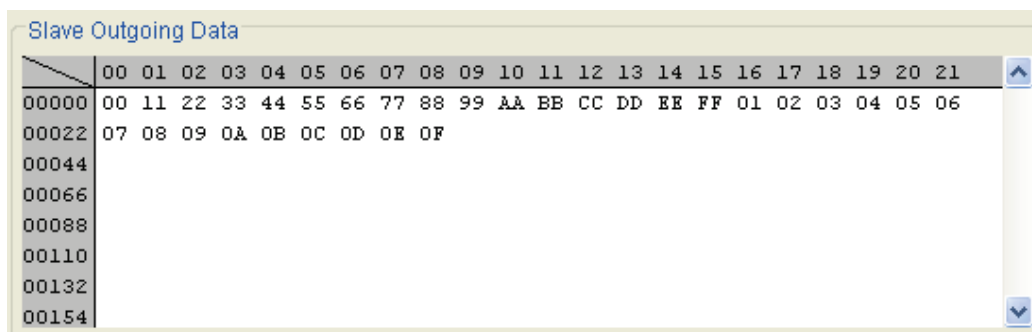 Slave Outgoing Data
00 01 02 03 04 05 06 07 08 09 10 11 12 13 14 15 16 17 18 19 20 21
00000 00 11 22 33 44 55 66 77 88 99 AA BB CC DD EE FF 01 02 03 04 05 06
00022 07 08 09 0A 0B 0C 0D 0E 0F
00044
00066
00088
00110
00132
00154